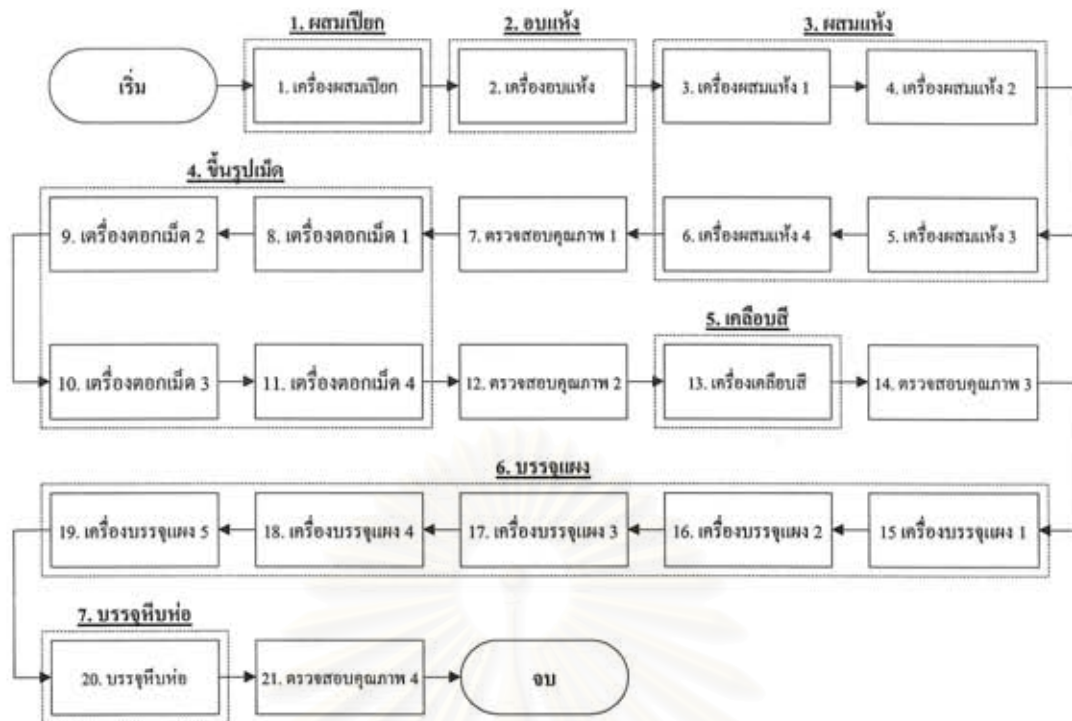 1. ผสมเปียก
2. อบแห้ง
3. ผสมแห้ง
เริ่ม
1. เครื่องผสมเปียก
2. เครื่องอบแห้ง
3. เครื่องผสมแห้ง 1
4. เครื่องผสมแห้ง 2
4. ขึ้นรูปเม็ด
9. เครื่องตอกเม็ด 2
8. เครื่องตอกเม็ด 1
7. ตรวจสอบคุณภาพ 1
6. เครื่องผสมแห้ง 4
5. เครื่องผสมแห้ง 3
5. เคลือบสี
10. เครื่องตอกเม็ด 3
11. เครื่องตอกเม็ด 4
12. ตรวจสอบคุณภาพ 2
13. เครื่องเคลือบสี
14. ตรวจสอบคุณภาพ 3
6. บรรจุแผง
19. เครื่องบรรจุแผง 5
18. เครื่องบรรจุแผง 4
17. เครื่องบรรจุแผง 3
16. เครื่องบรรจุแผง 2
15 เครื่องบรรจุแผง 1
7. บรรจุหีบห่อ
20. บรรจุหีบห่อ
21. ตรวจสอบคุณภาพ 4
จบ